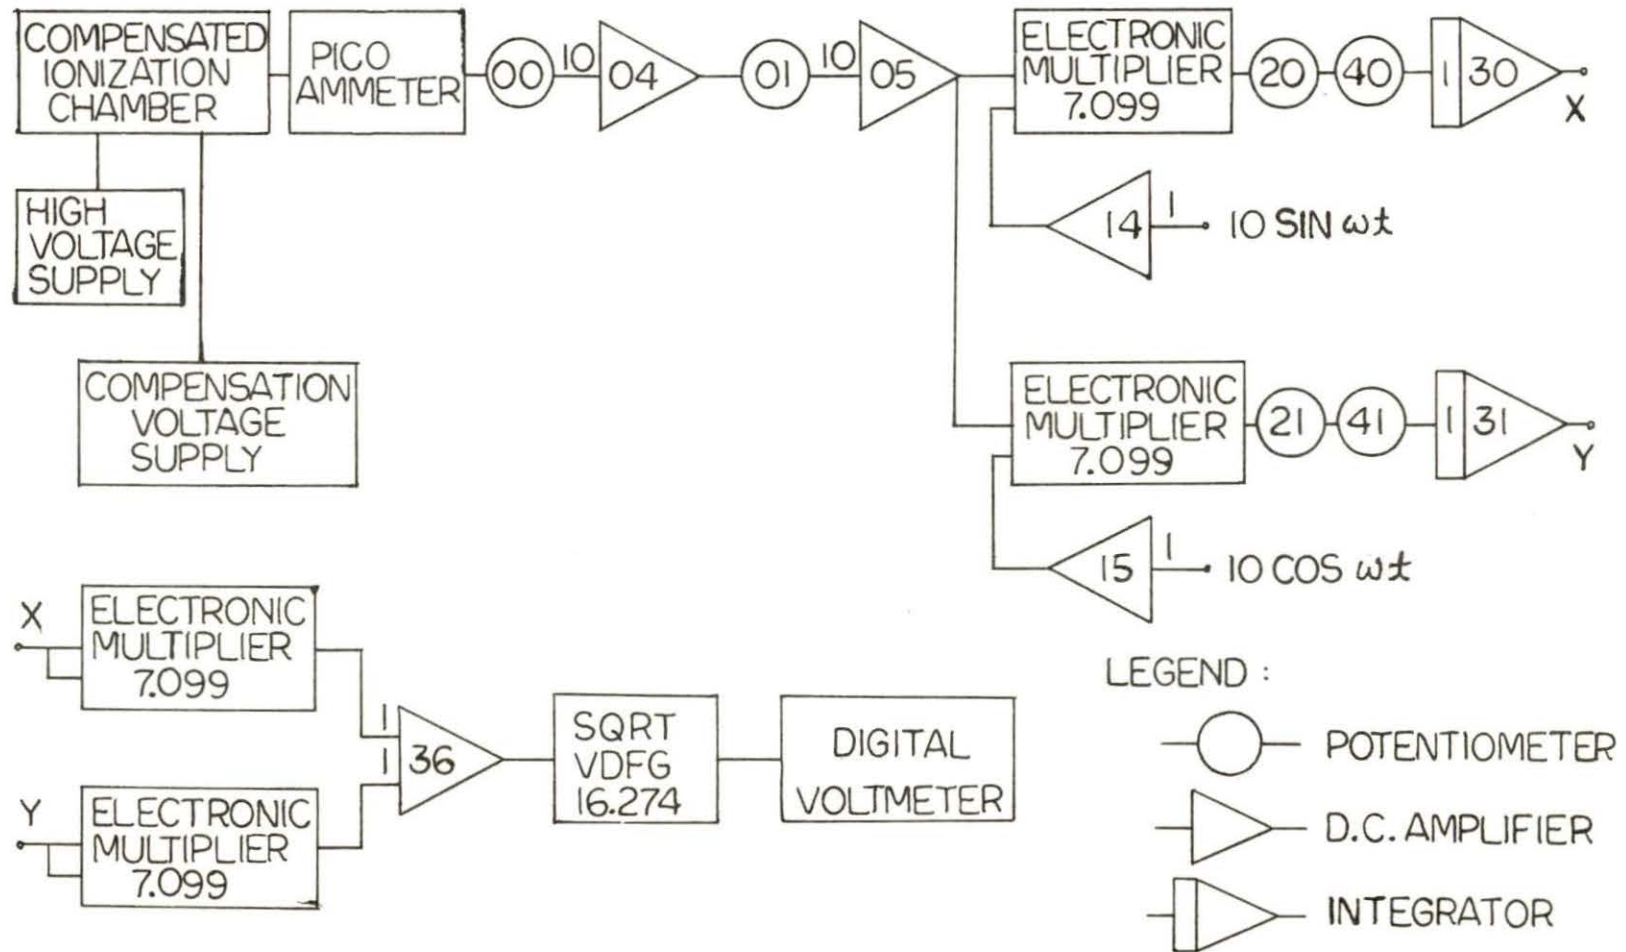 COMPENSATED
IONIZATION
CHAMBER
PICO
AMMETER
00
10
04
01
10
05
ELECTRONIC
MULTIPLIER
7.099
20
40
1
30
X
HIGH
VOLTAGE
SUPPLY
14
1
10 SIN ωt
COMPENSATION
VOLTAGE
SUPPLY
ELECTRONIC
MULTIPLIER
7.099
21
41
1
31
Y
15
1
10 COS ωt
X
ELECTRONIC
MULTIPLIER
7.099
Y
ELECTRONIC
MULTIPLIER
7.099
1
1
36
SQRT
VDFG
16.274
DIGITAL
VOLTMETER
LEGEND :
POTENTIOMETER
D.C. AMPLIFIER
INTEGRATOR